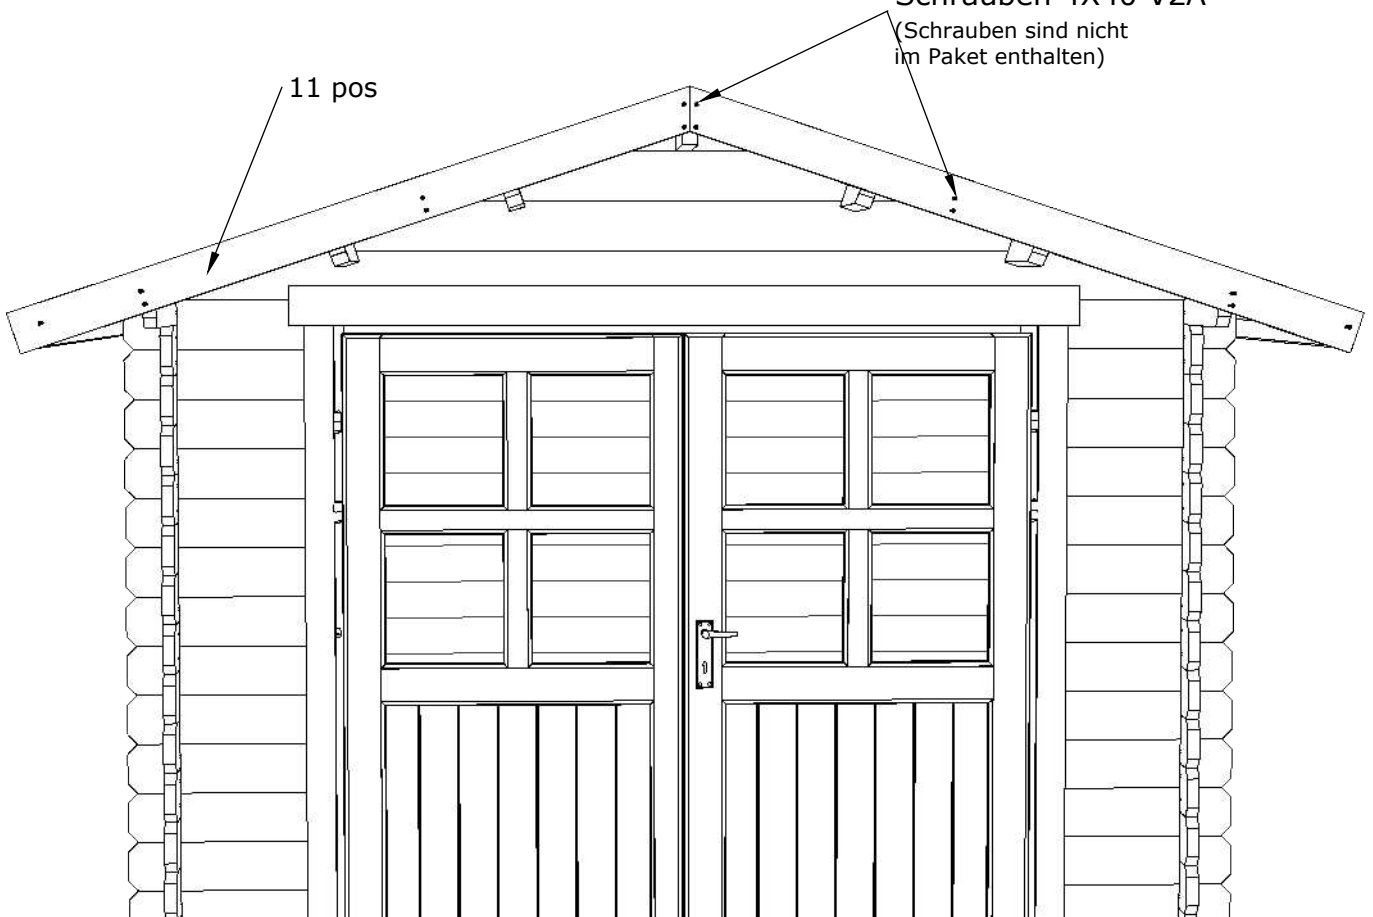 Schrauben 4X40 V2A
(Schrauben sind nicht
im Paket enthalten)
11 pos